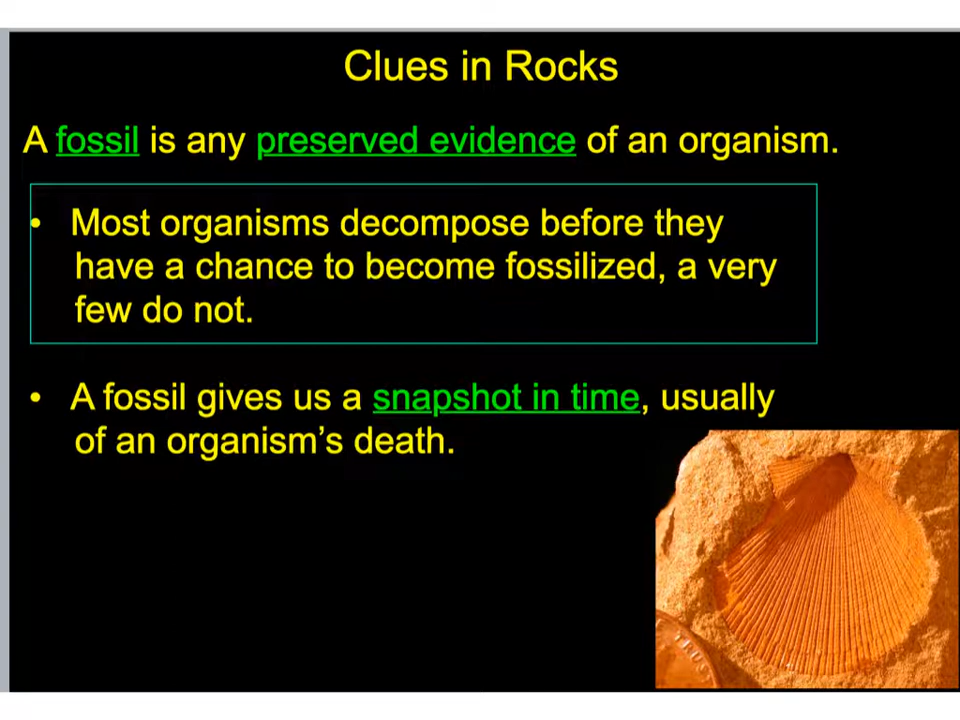 Clues in Rocks
A fossil is any preserved evidence of an organism.
• Most organisms decompose before they
have a chance to become fossilized, a very
few do not.
• A fossil gives us a snapshot in time, usually
of an organism’s death.
TRUS